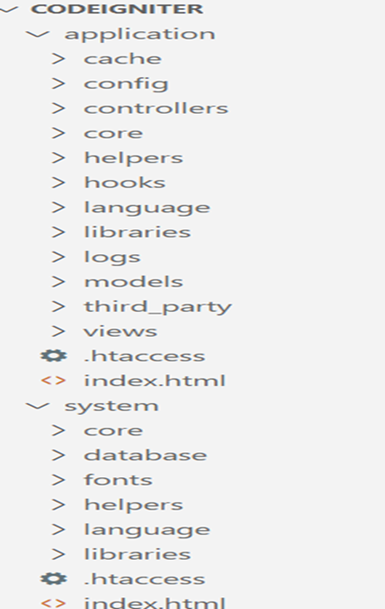 CODEIGNITER
application
cache
config
controllers
core
helpers
hooks
language
libraries
logs
models
third_party
views
.htaccess
index.html
system
core
database
fonts
helpers
language
libraries
.htaccess
index.html